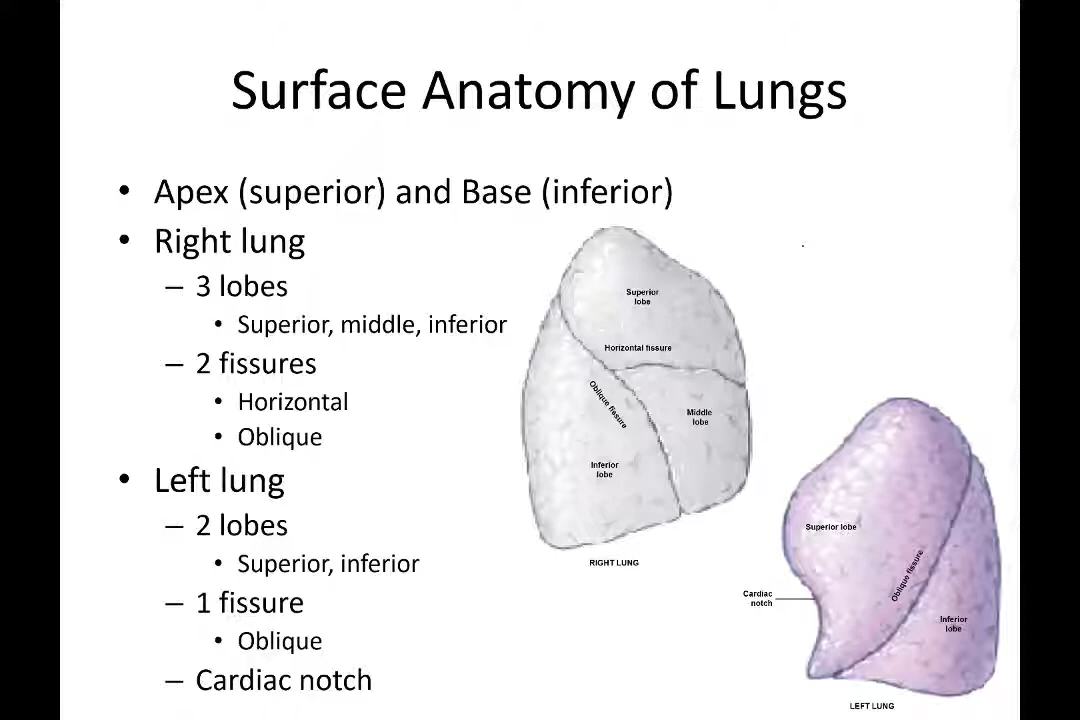 Surface Anatomy of Lungs
• Apex (superior) and Base (inferior)
• Right lung
– 3 lobes
• Superior, middle, inferior
– 2 fissures
• Horizontal
• Oblique
• Left lung
– 2 lobes
• Superior, inferior
– 1 fissure
• Oblique
– Cardiac notch
Superior
lobe
Horizontal fissure
Oblique fissure
Middle
lobe
Inferior
lobe
RIGHT LUNG
Superior lobe
Oblique fissure
Cardiac
notch
Inferior
lobe
LEFT LUNG